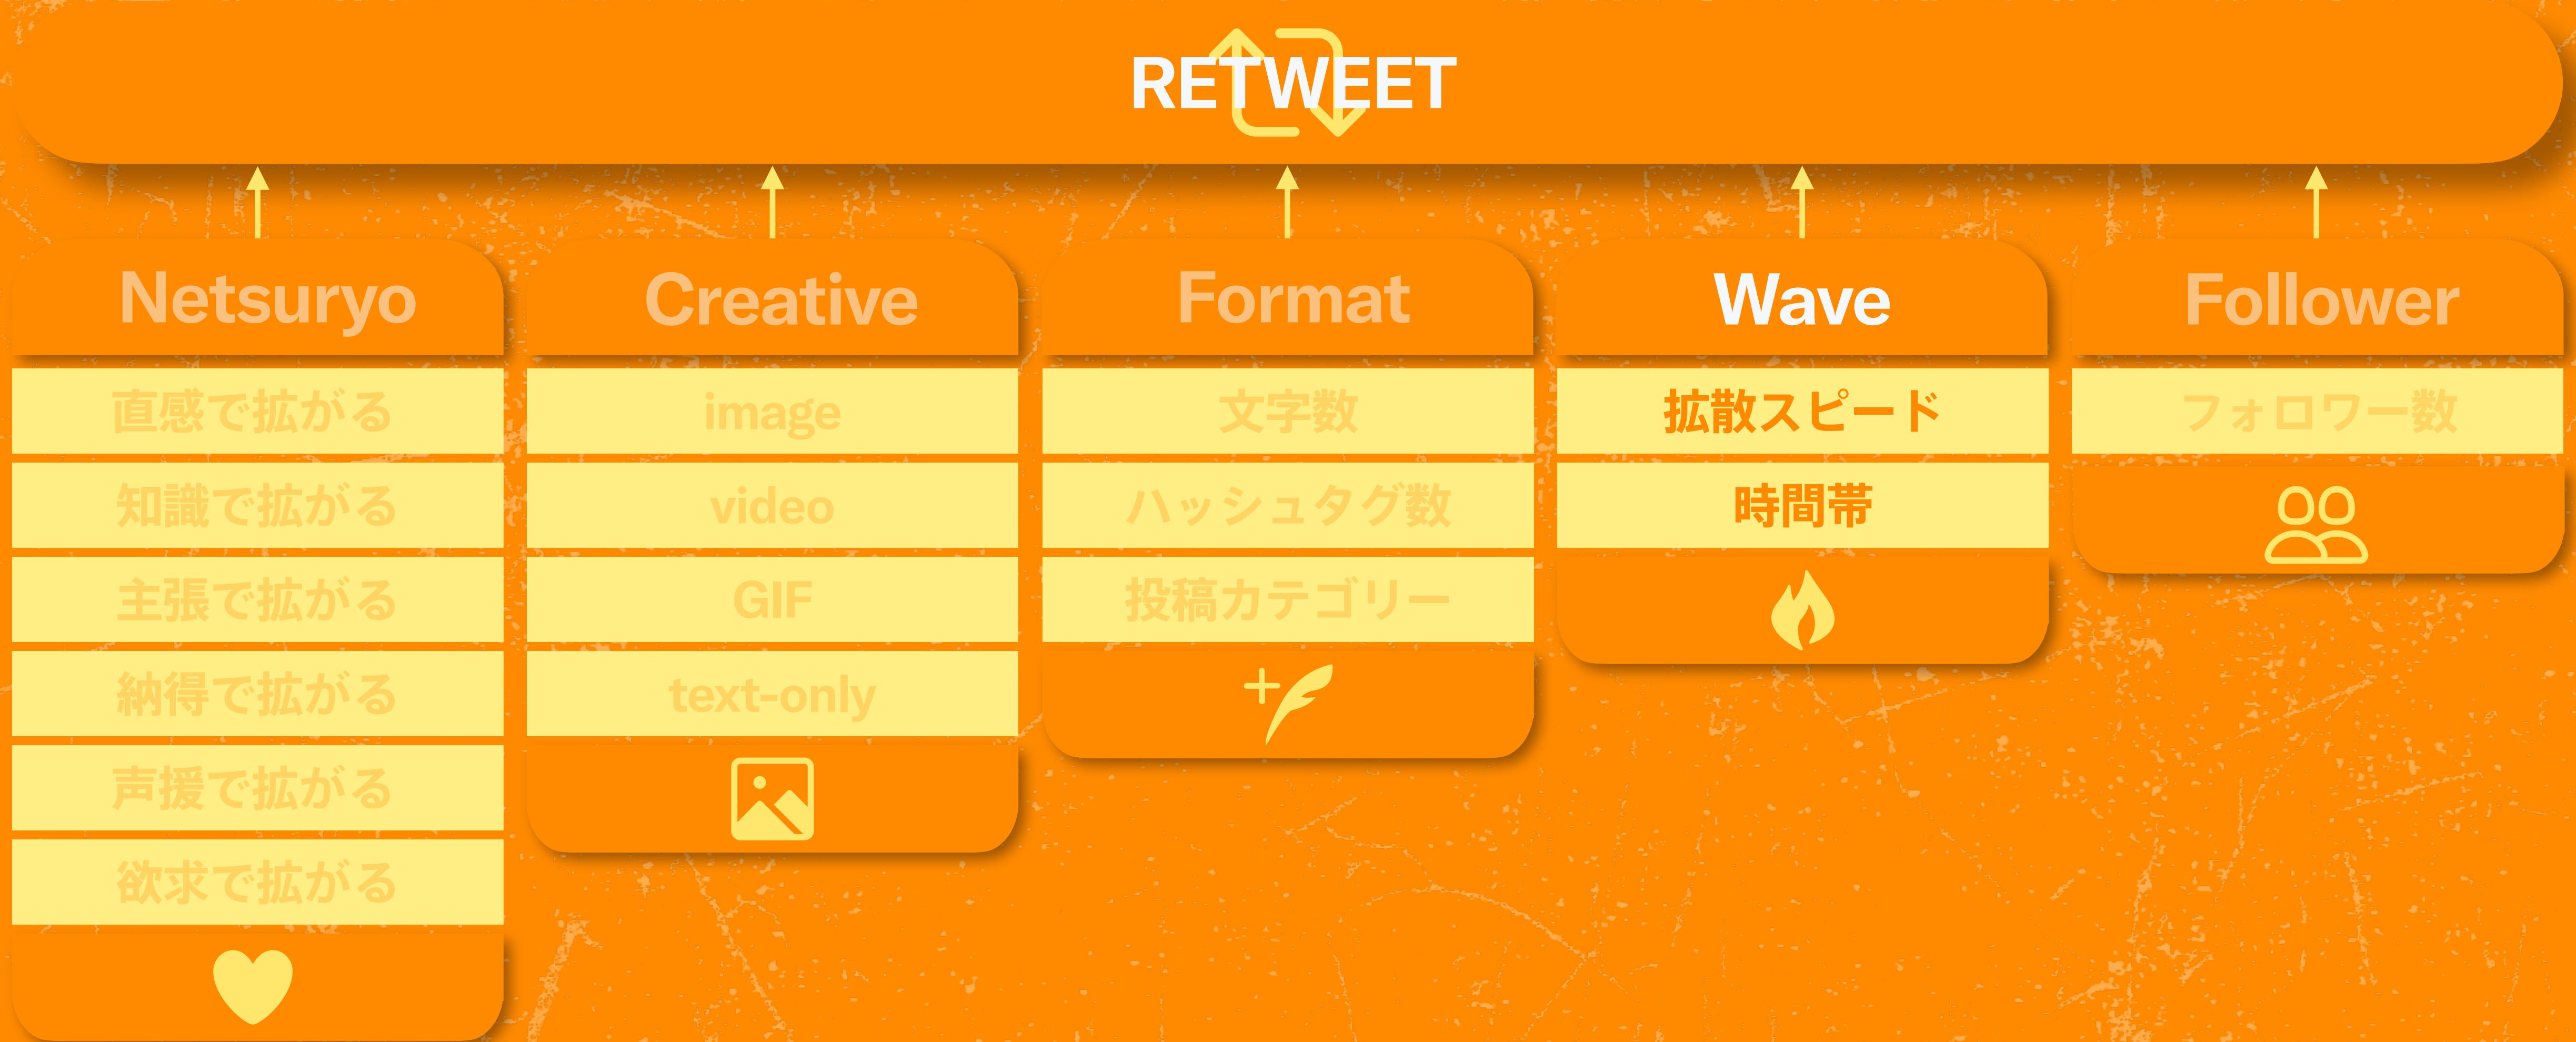 RETWEET
Netsuryo
直感で拡がる
知識で拡がる
主張で拡がる
納得で拡がる
声援で拡がる
欲求で拡がる
Creative
image
video
GIF
text-only
Format
文字数
ハッシュタグ数
投稿カテゴリー
Wave
拡散スピード
時間帯
Follower
フォロワー数